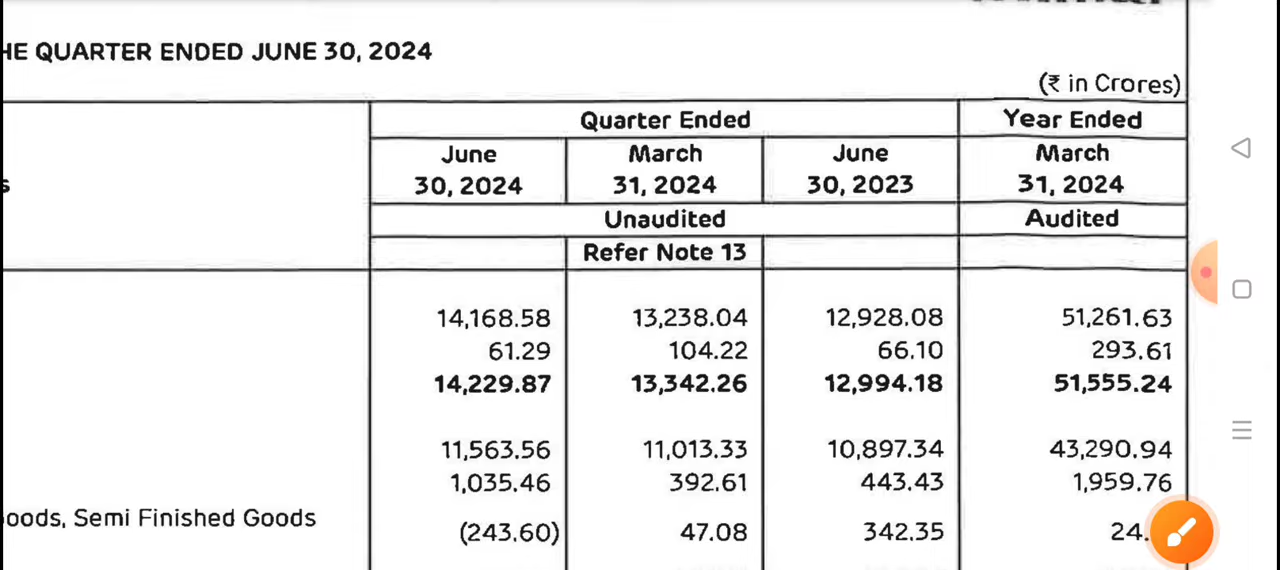 HE QUARTER ENDED JUNE 30, 2024
(₹ in Crores)
Quarter Ended Year Ended
June March June March
s 30, 2024 31, 2024 30, 2023 31, 2024
Unaudited Audited
Refer Note 13
14,168.58 13,238.04 12,928.08 51,261.63
61.29 104.22 66.10 293.61
14,229.87 13,342.26 12,994.18 51,555.24
11,563.56 11,013.33 10,897.34 43,290.94
1,035.46 392.61 443.43 1,959.76
oods, Semi Finished Goods
(243.60) 47.08 342.35 24.